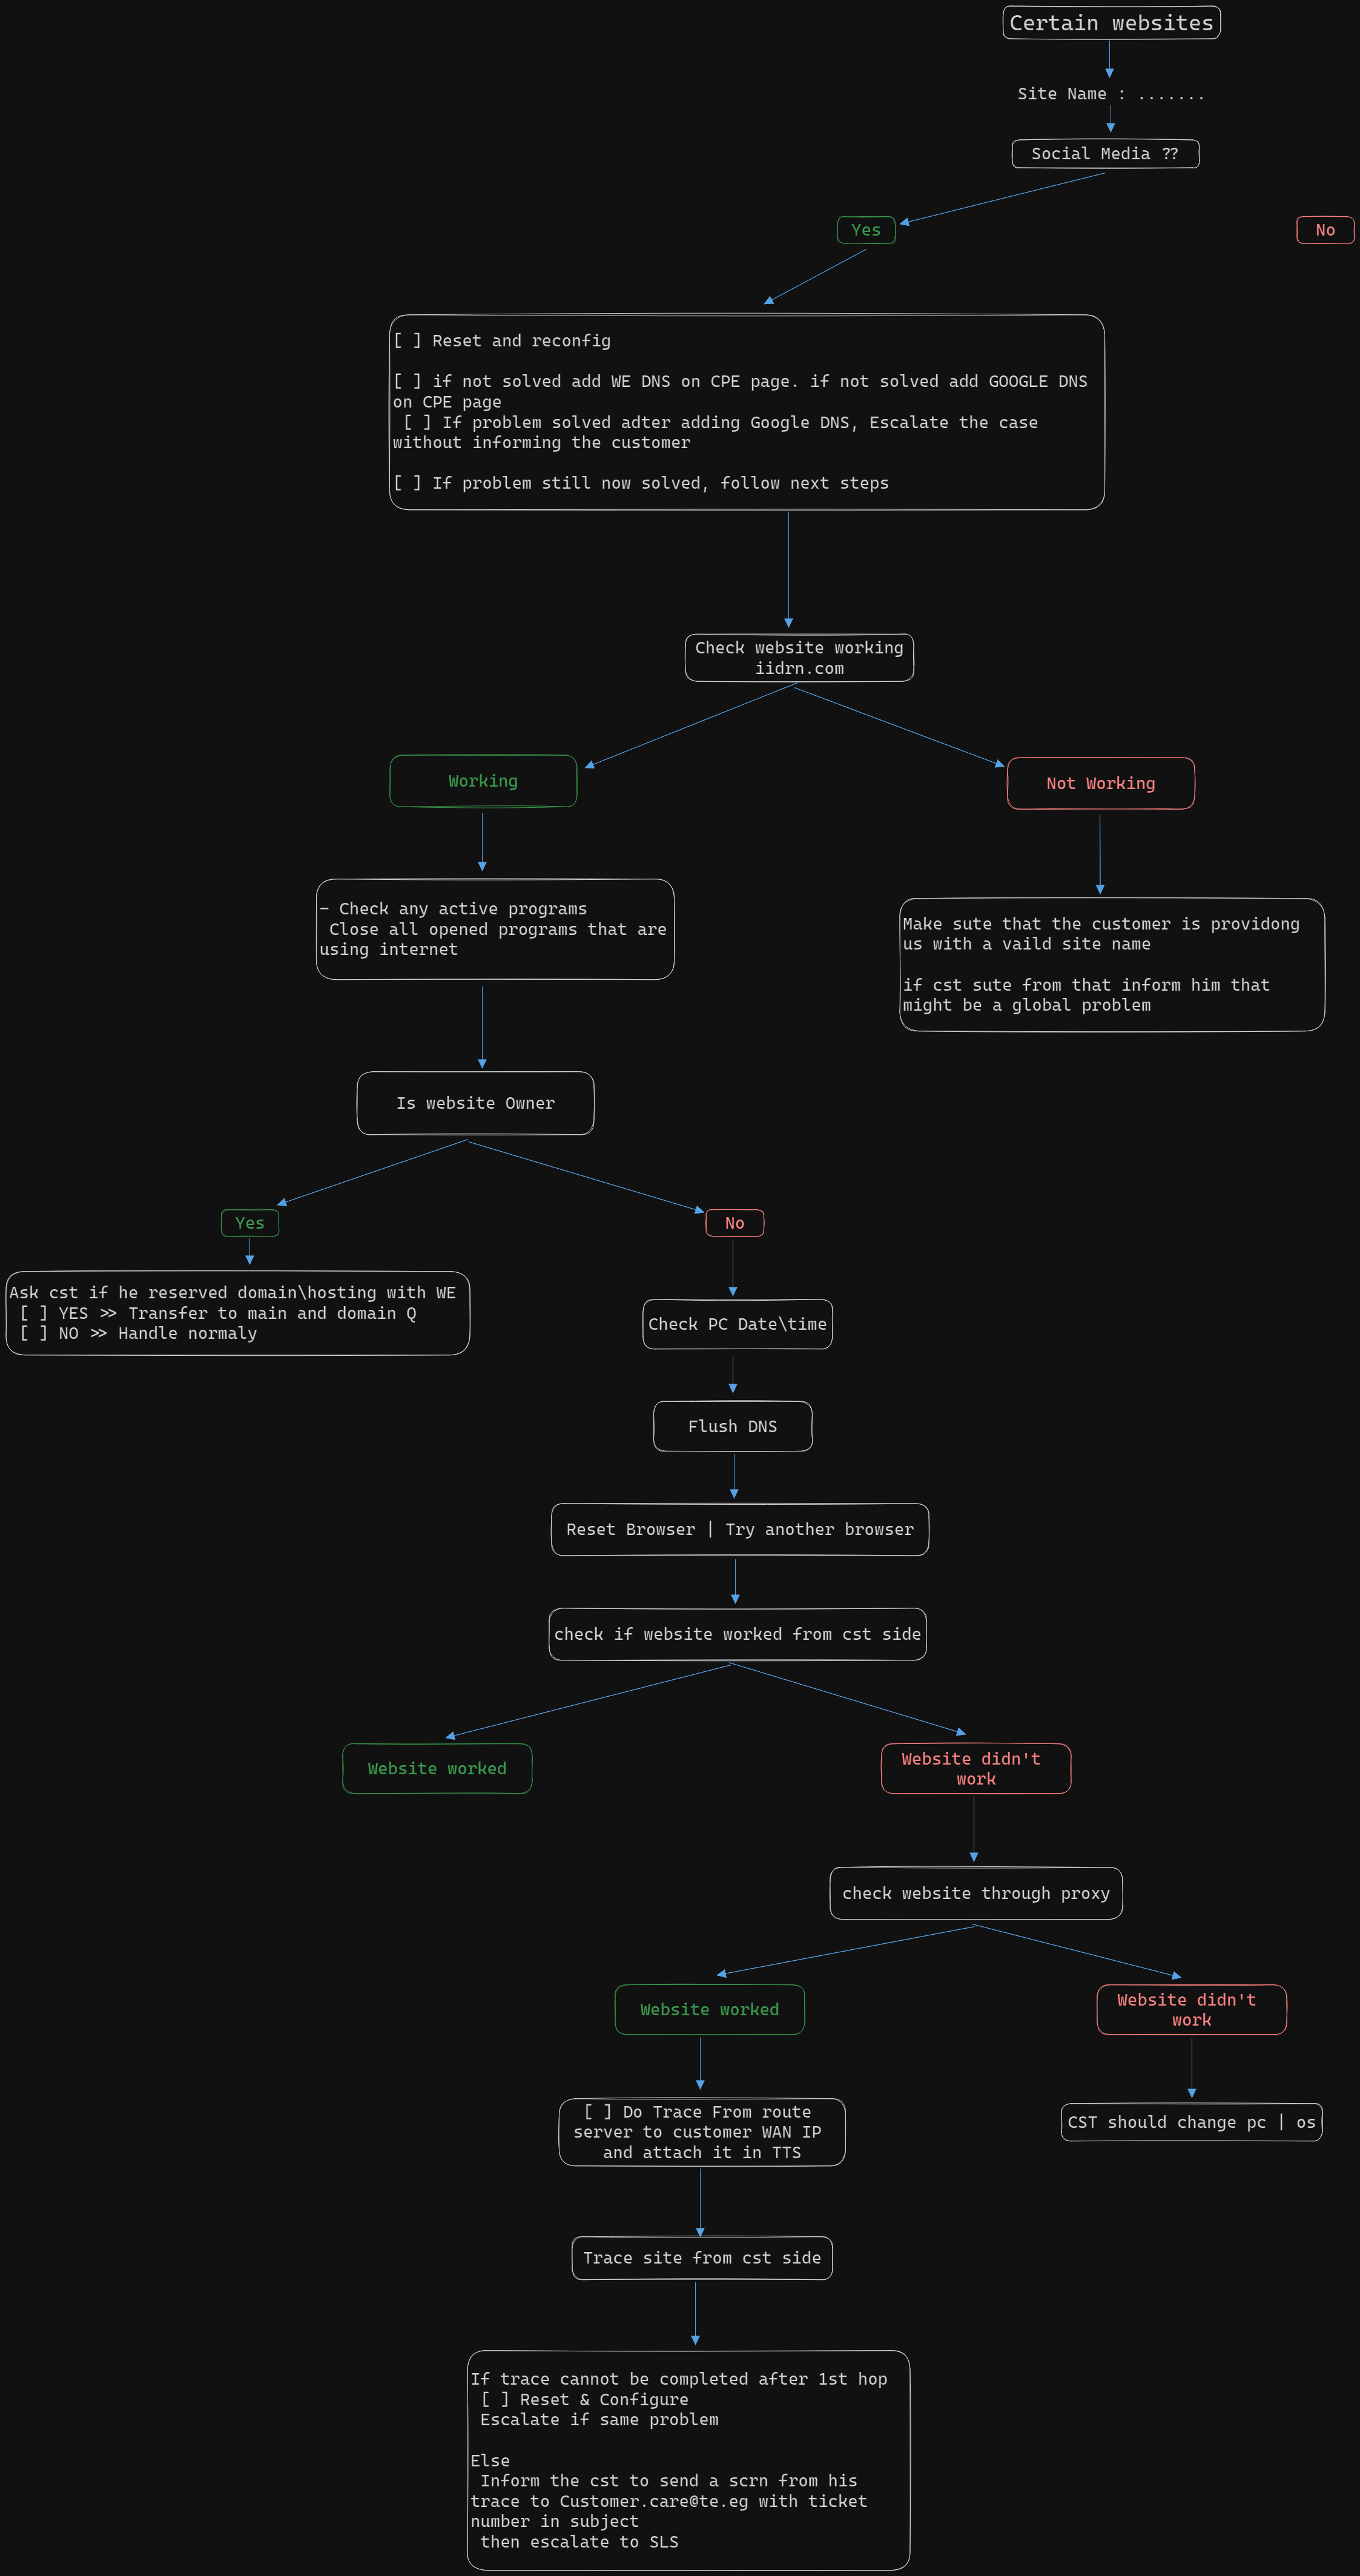 Certain websites
Site Name : .......
Social Media ??
Yes
No
[ ] Reset and reconfig
[ ] if not solved add WE DNS on CPE page. if not solved add GOOGLE DNS
on CPE page
[ ] If problem solved adter adding Google DNS, Escalate the case
without informing the customer
[ ] If problem still now solved, follow next steps
Check website working
iidrn.com
Working
Not Working
- Check any active programs
Close all opened programs that are
using internet
Make sute that the customer is providong
us with a vaild site name
if cst sute from that inform him that
might be a global problem
Is website Owner
Yes
No
Ask cst if he reserved domain\hosting with WE
[ ] YES >> Transfer to main and domain Q
[ ] NO >> Handle normaly
Check PC Date\time
Flush DNS
Reset Browser | Try another browser
check if website worked from cst side
Website worked
Website didn't
work
check website through proxy
Website worked
Website didn't
work
[ ] Do Trace From route
server to customer WAN IP
and attach it in TTS
CST should change pc | os
Trace site from cst side
If trace cannot be completed after 1st hop
[ ] Reset & Configure
Escalate if same problem
Else
Inform the cst to send a scrn from his
trace to Customer.care@te.eg with ticket
number in subject
then escalate to SLS